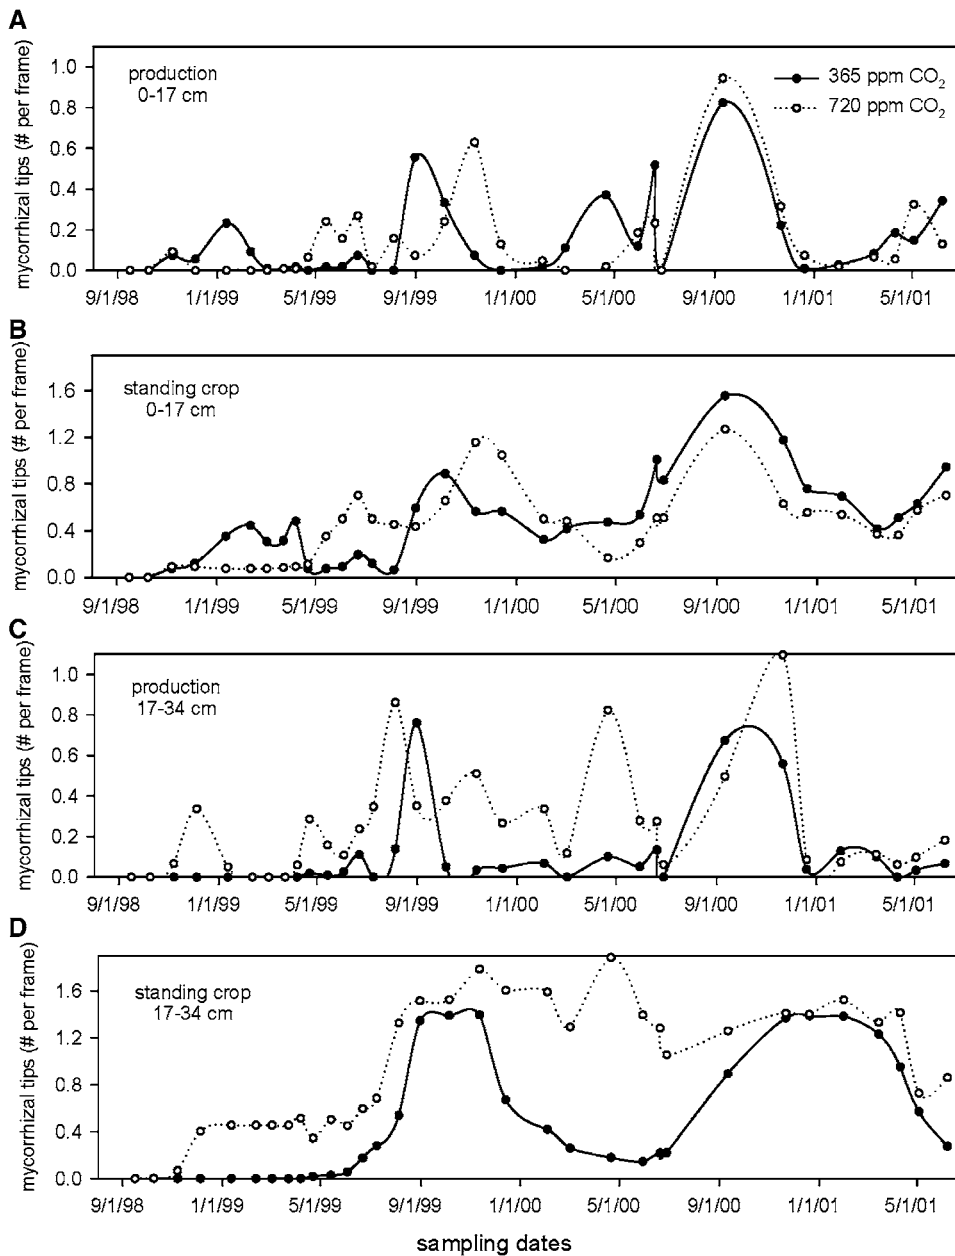 A
production
0-17 cm
365 ppm CO2
720 ppm CO2
mycorrhizal tips (# per frame)
1.0
0.8
0.6
0.4
0.2
0.0
9/1/98 1/1/99 5/1/99 9/1/99 1/1/00 5/1/00 9/1/00 1/1/01 5/1/01
B
standing crop
0-17 cm
mycorrhizal tips (# per frame)
1.6
1.2
0.8
0.4
0.0
9/1/98 1/1/99 5/1/99 9/1/99 1/1/00 5/1/00 9/1/00 1/1/01 5/1/01
C
production
17-34 cm
mycorrhizal tips (# per frame)
1.0
0.8
0.6
0.4
0.2
0.0
9/1/98 1/1/99 5/1/99 9/1/99 1/1/00 5/1/00 9/1/00 1/1/01 5/1/01
D
standing crop
17-34 cm
mycorrhizal tips (# per frame)
1.6
1.2
0.8
0.4
0.0
9/1/98 1/1/99 5/1/99 9/1/99 1/1/00 5/1/00 9/1/00 1/1/01 5/1/01
sampling dates